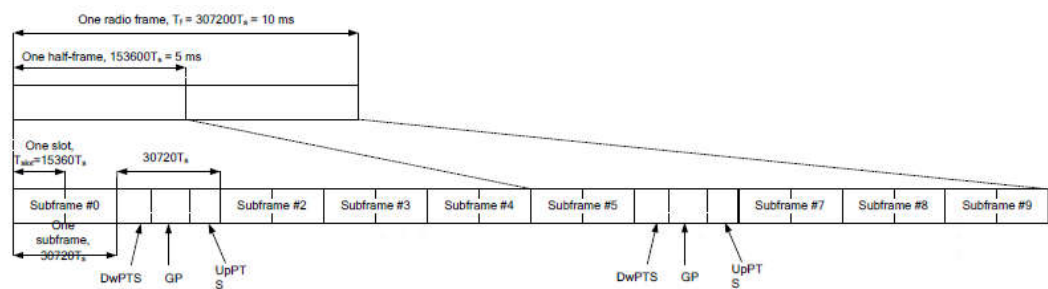 One radio frame, Tf = 307200Ts = 10 ms
One half-frame, 153600Ts = 5 ms
One slot,
Tslot=15360Ts
30720Ts
Subframe #0
Subframe #2
Subframe #3
Subframe #4
Subframe #5
Subframe #7
Subframe #8
Subframe #9
One
subframe,
30720Ts
DwPTS
GP
UpPT
S
DwPTS
GP
UpPT
S